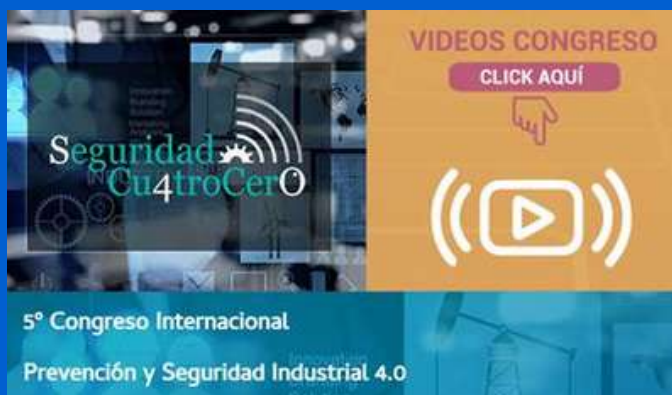 Seguridad
Cu4troCerO
VIDEOS CONGRESO
CLICK AQUÍ
5º Congreso Internacional
Prevención y Seguridad Industrial 4.0